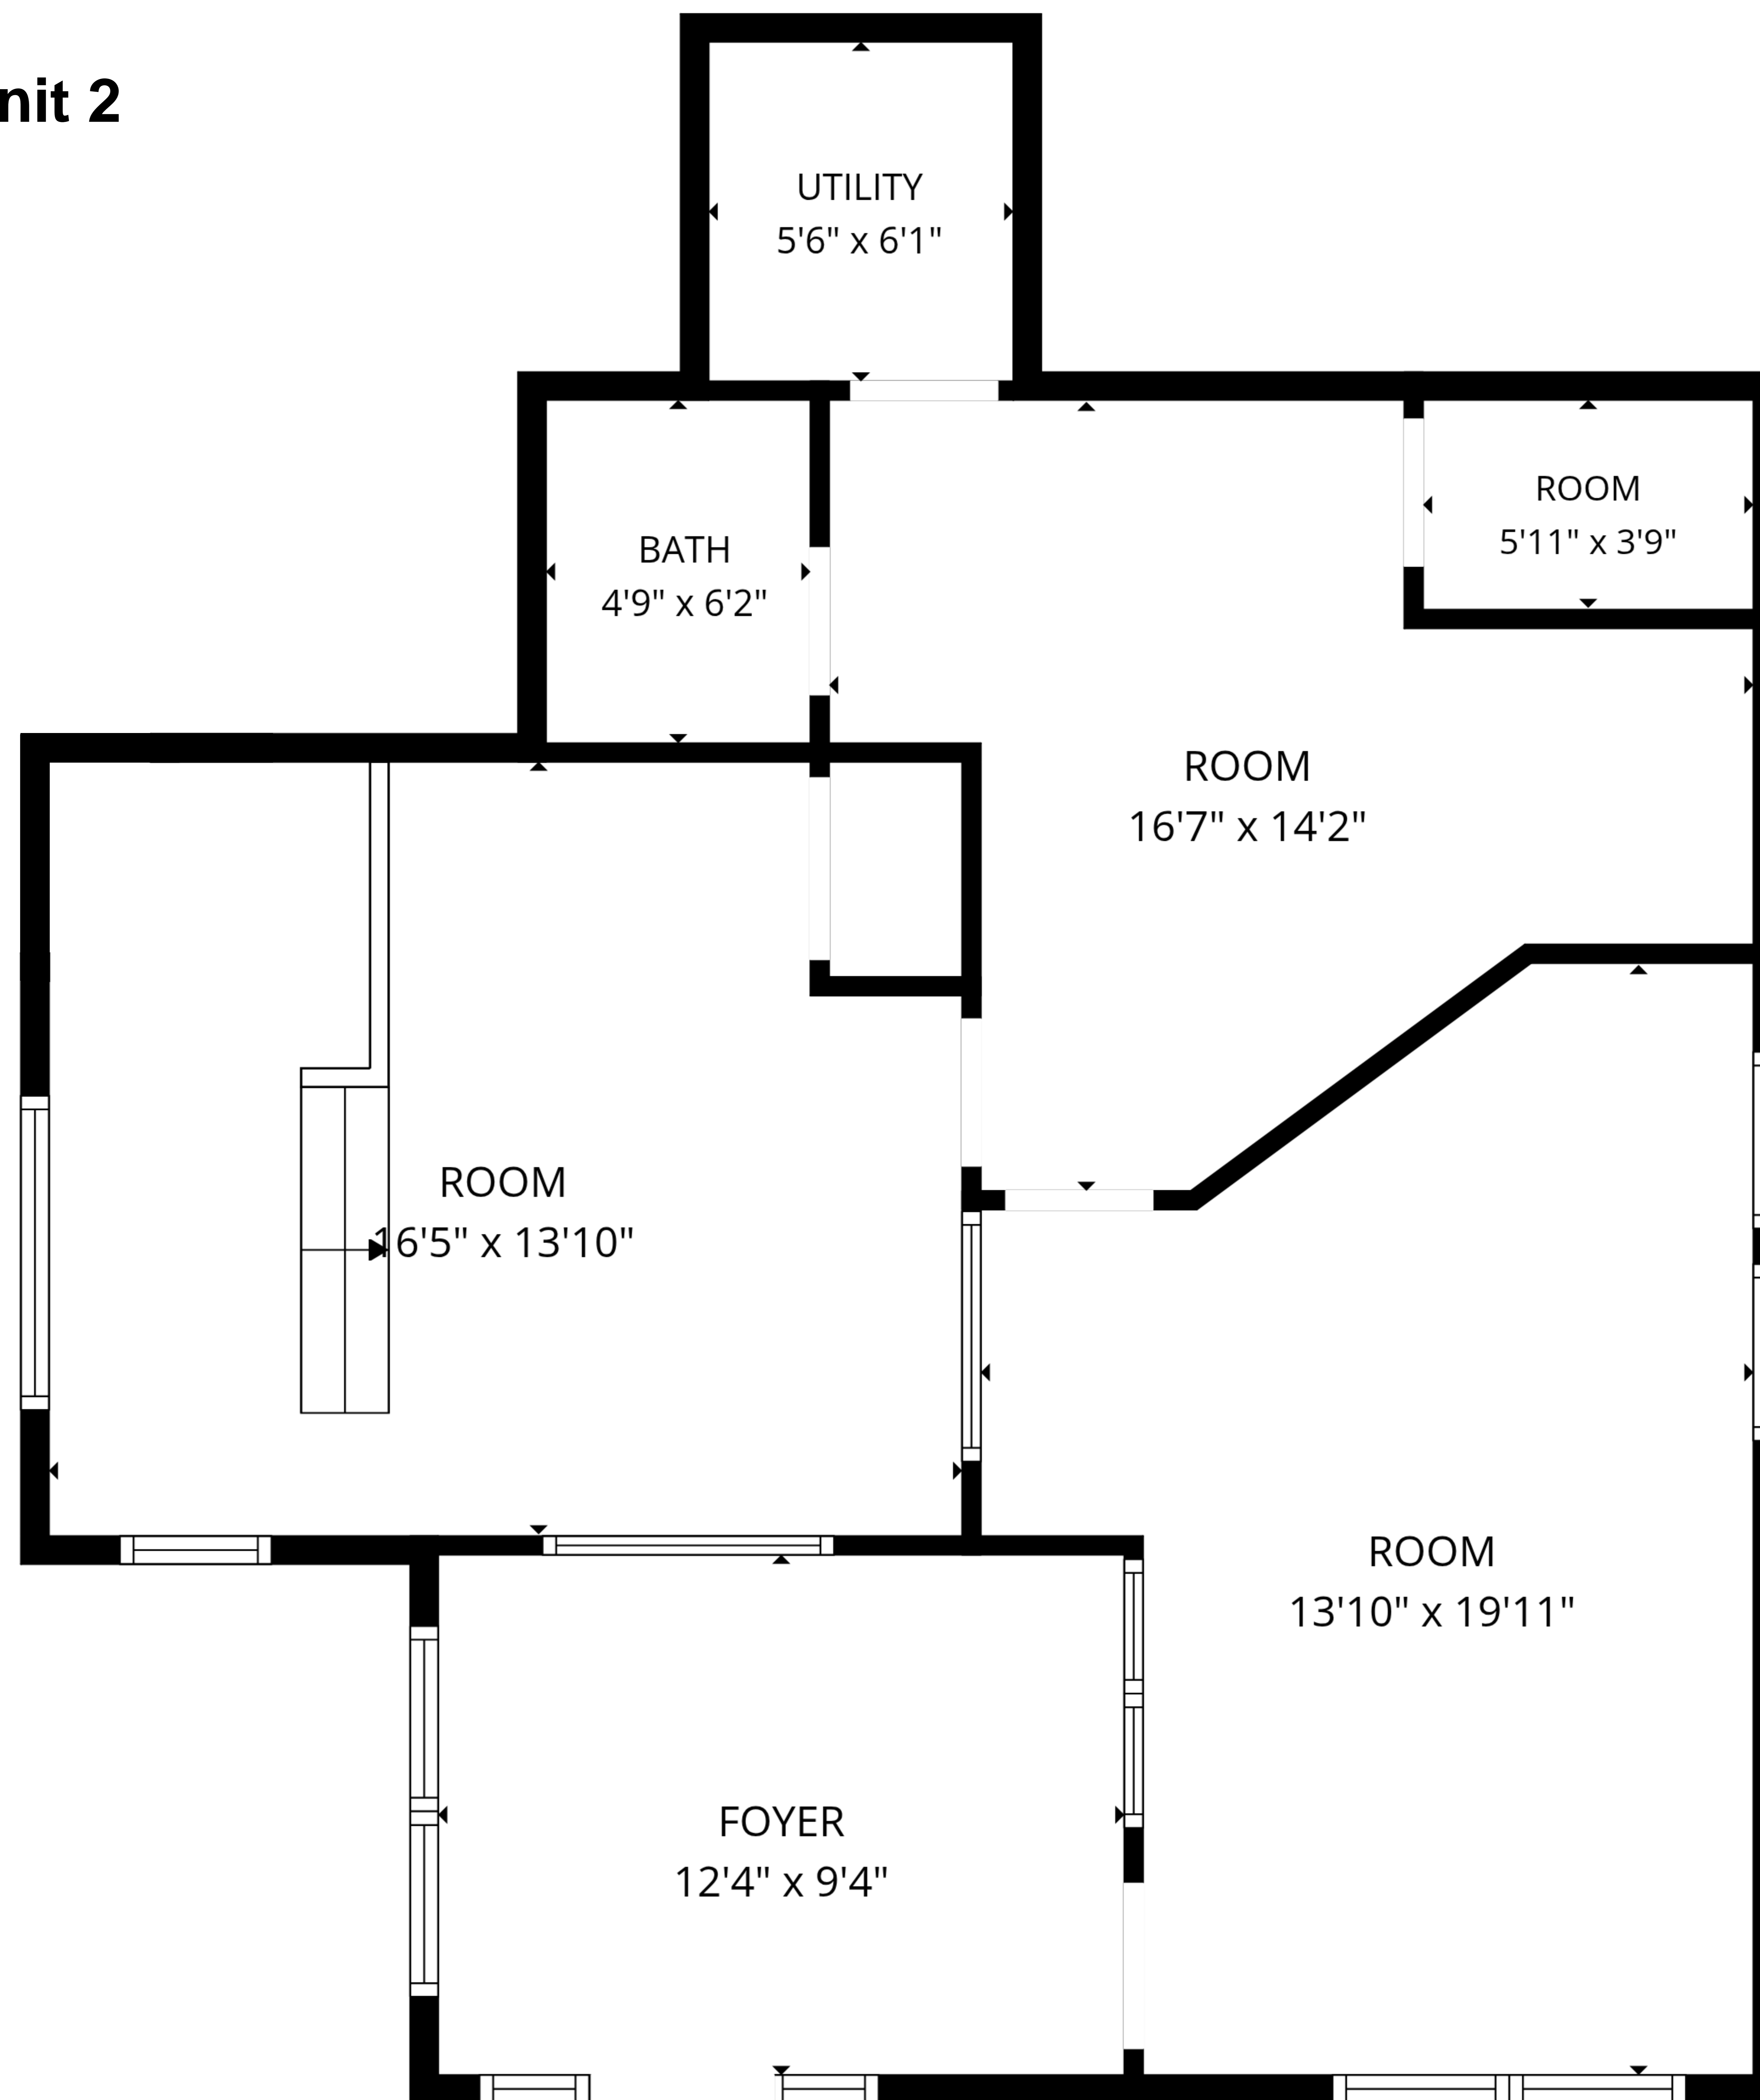 nit 2
UTILITY
5'6" x 6'1"
ROOM
5'11" x 3'9"
BATH
4'9" x 6'2"
ROOM
16'7" x 14'2"
ROOM
16'5" x 13'10"
ROOM
13'10" x 19'11"
FOYER
12'4" x 9'4"